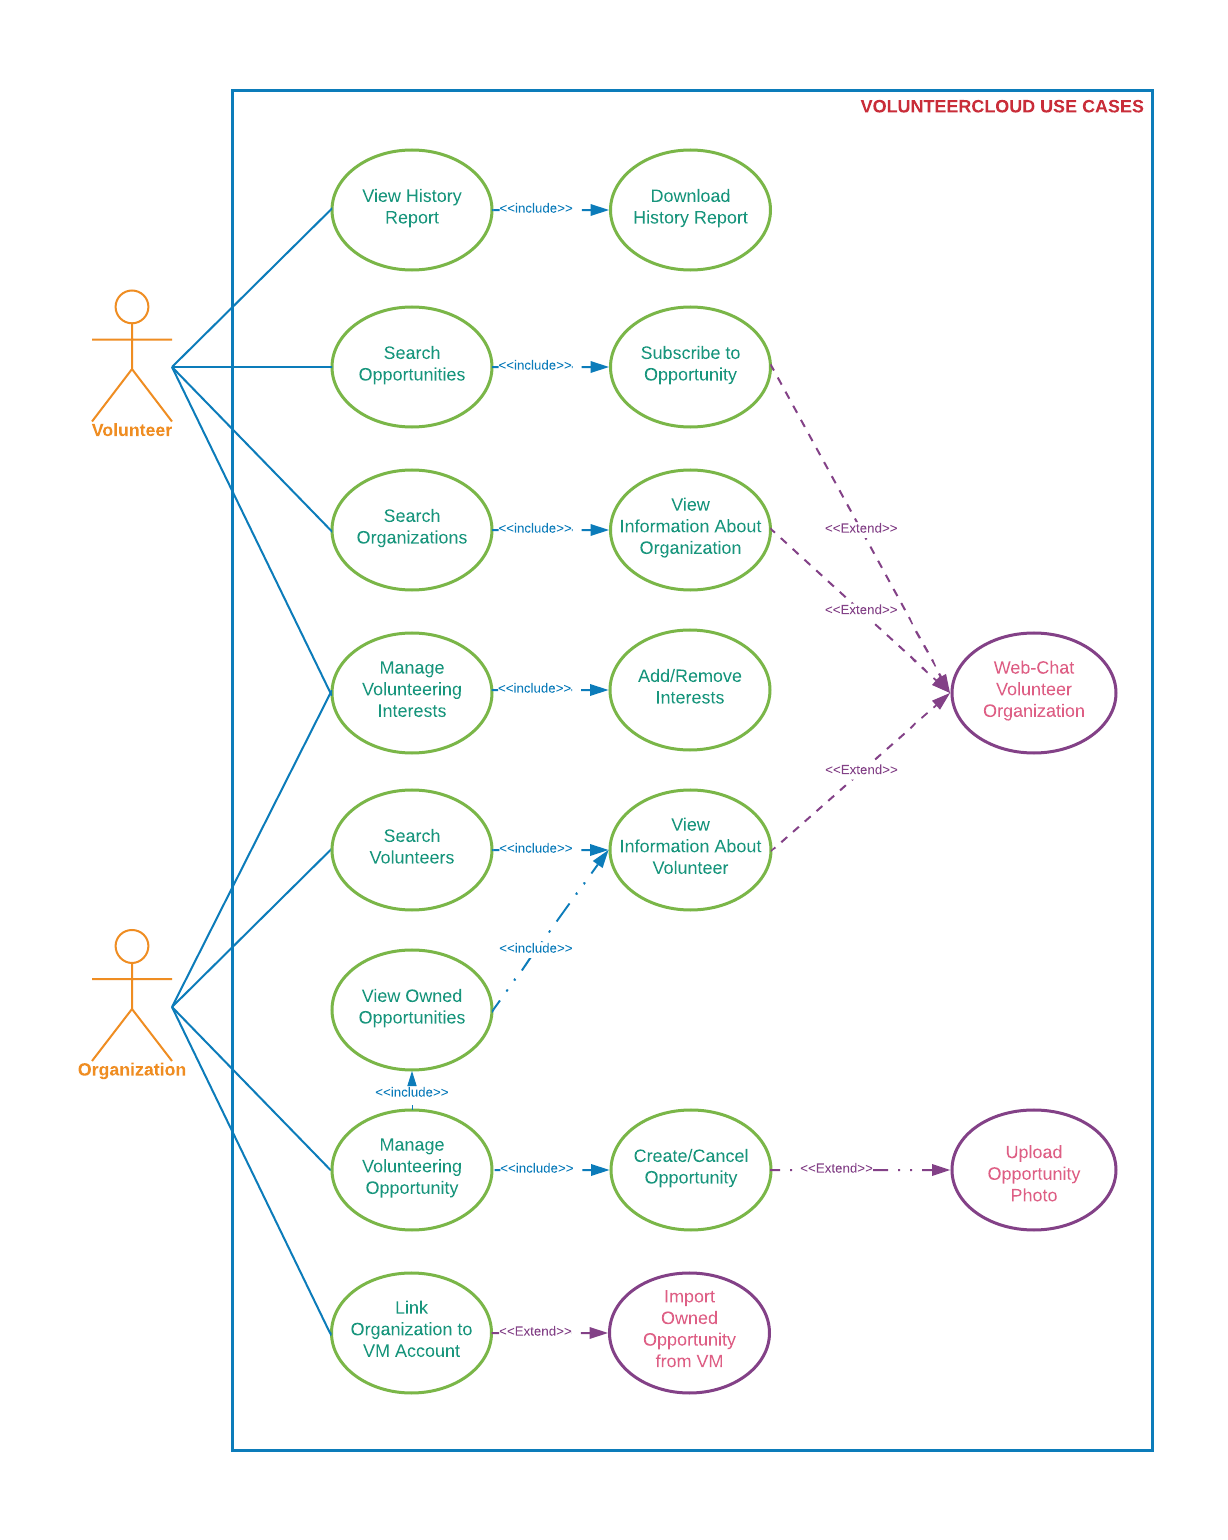 VOLUNTEERCLOUD USE CASES
View History
Report
<<include>>
Download
History Report
Volunteer
Search
Opportunities
<<include>>
Subscribe to
Opportunity
Search
Organizations
<<include>>
View
Information About
Organization
<<Extend>>
<<Extend>>
Manage
Volunteering
Interests
<<include>>
Add/Remove
Interests
Web-Chat
Volunteer
Organization
<<Extend>>
Search
Volunteers
<<include>>
View
Information About
Volunteer
<<include>>
Organization
View Owned
Opportunities
<<include>>
Manage
Volunteering
Opportunity
<<include>>
Create/Cancel
Opportunity
<<Extend>>
Upload
Opportunity
Photo
Link
Organization to
VM Account
<<Extend>>
Import
Owned
Opportunity
from VM